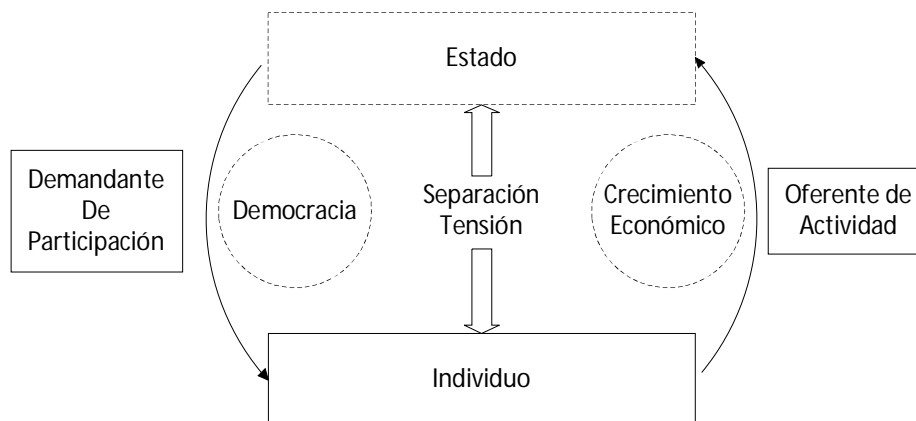 Estado
Demandante
De
Participación
Democracia
Separación
Tensión
Crecimiento
Económico
Oferente de
Actividad
Individuo